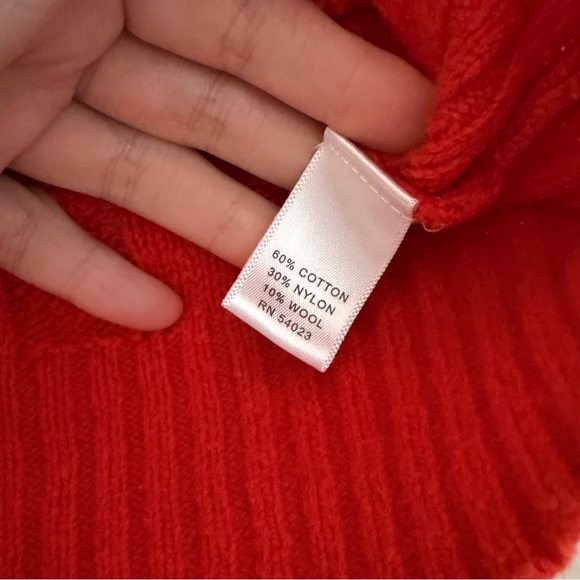 60% COTTON
30% NYLON
10% WOOL
RN 54023